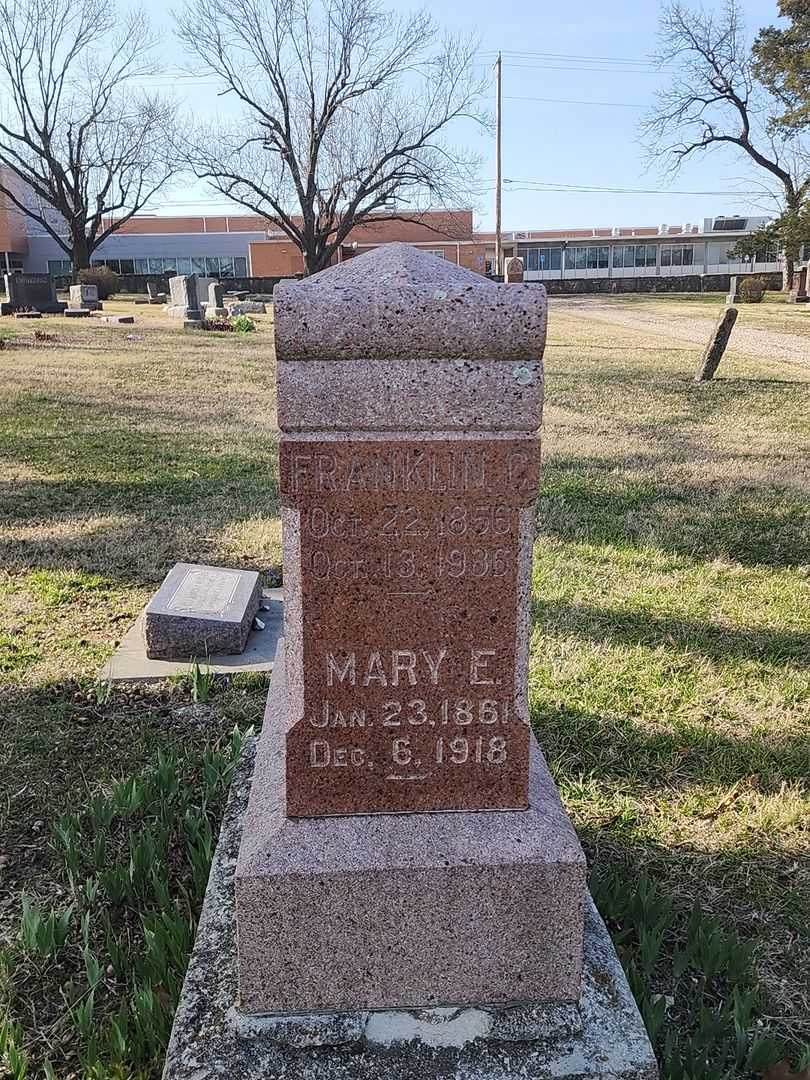 FRANKLIN C.
OCT. 22, 1856
OCT. 13, 1936
MARY E.
JAN. 23, 1861
DEC. 6, 1918